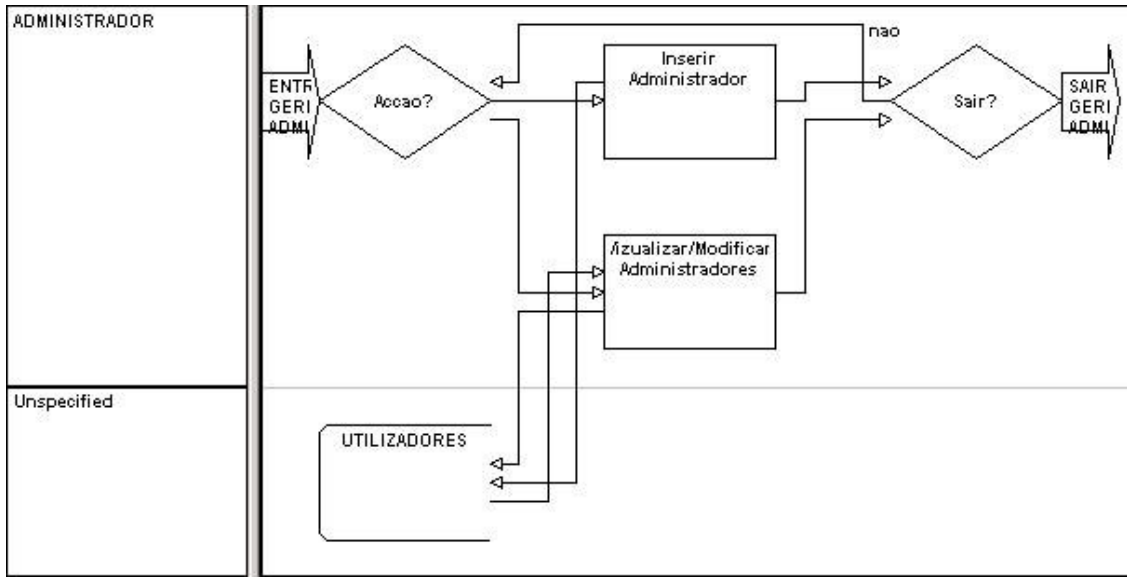 ADMINISTRADOR
nao
Inserir
Administrador
ENTR
GERI
ADMI
Accao?
Sair?
SAIR
GERI
ADMI
/izualizar/Modificar
Administradores
Unspecified
UTILIZADORES